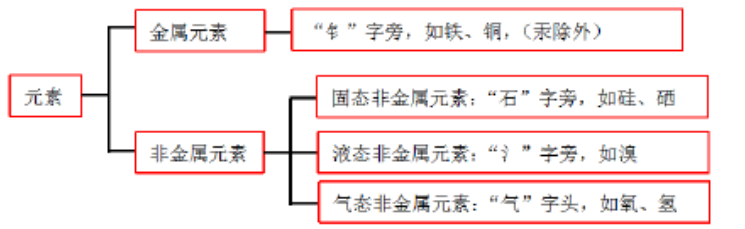 元素
金属元素
“钅”字旁，如铁、铜，（汞除外）
非金属元素
固态非金属元素：“石”字旁，如硅、硒
液态非金属元素：“氵”字旁，如溴
气态非金属元素：“气”字头，如氧、氢